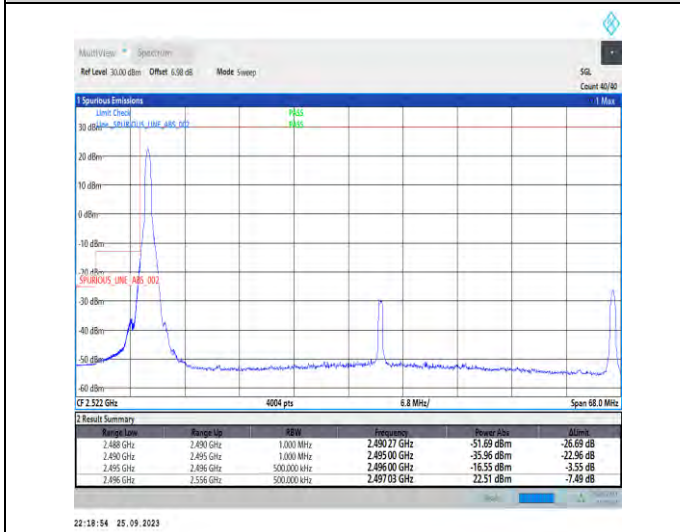 MultiView Spectrum
Ref Level 30.00 dBm Offset 6.98 dB Mode Sweep SGL
Count 40/40
1 Spurious Emissions 1 Max
Limit Check PASS
Line _SPURIOUS_LINE_ABS_002 PASS
30 dBm
20 dBm
10 dBm
0 dBm
-10 dBm
-20 dBm
SPURIOUS_LINE_ABS_002
-30 dBm
-40 dBm
-50 dBm
-60 dBm
CF 2.522 GHz 4004 pts 6.8 MHz/ Span 68.0 MHz
2 Result Summary
Range Low Range Up RBW Frequency Power Abs ΔLimit
2.488 GHz 2.490 GHz 1.000 MHz 2.490 27 GHz -51.69 dBm -26.69 dB
2.490 GHz 2.495 GHz 1.000 MHz 2.495 00 GHz -35.96 dBm -22.96 dB
2.495 GHz 2.496 GHz 500.000 kHz 2.496 00 GHz -16.55 dBm -3.55 dB
2.496 GHz 2.556 GHz 500.000 kHz 2.497 03 GHz 22.51 dBm -7.49 dB
22:18:54 25.09.2023